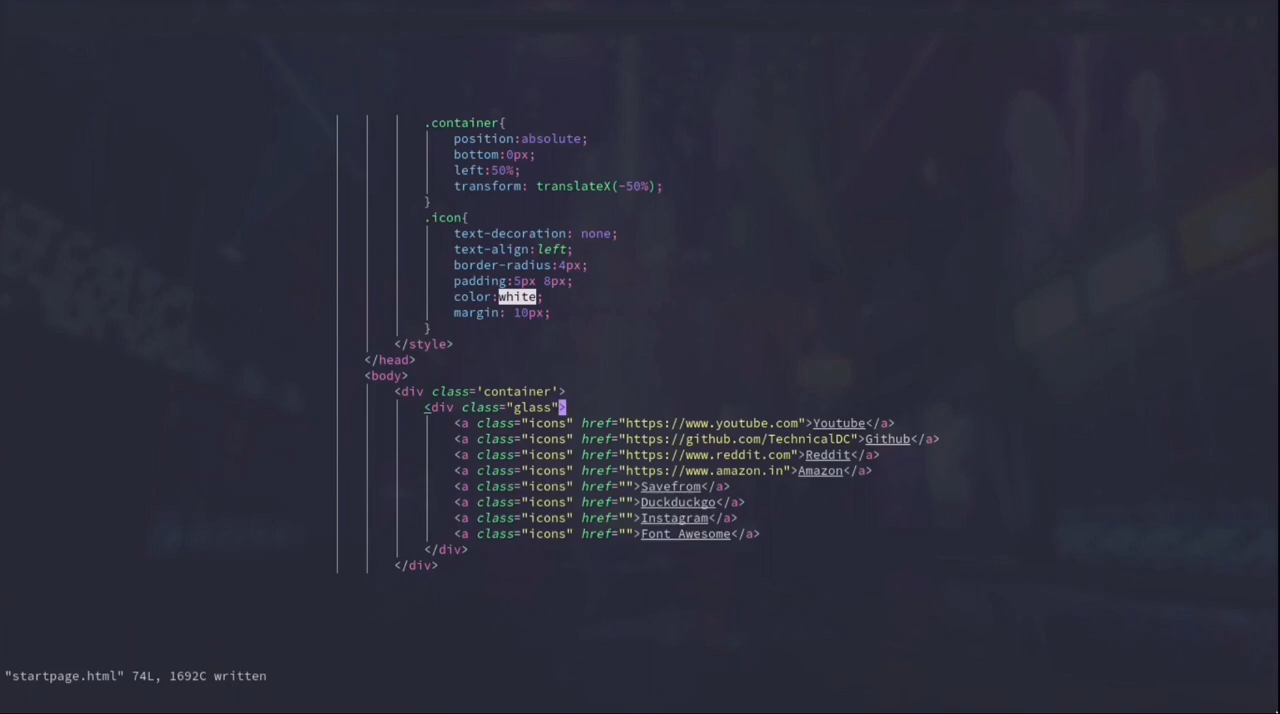 .container{
position:absolute;
bottom:0px;
left:50%;
transform: translateX(-50%);
}
.icon{
text-decoration: none;
text-align:left;
border-radius:4px;
padding:5px 8px;
color:white;
margin: 10px;
}
</style>
</head>
<body>
<div class='container'>
<div class="glass">
<a class="icons" href="https://www.youtube.com">Youtube</a>
<a class="icons" href="https://github.com/TechnicalDC">Github</a>
<a class="icons" href="https://www.reddit.com">Reddit</a>
<a class="icons" href="https://www.amazon.in">Amazon</a>
<a class="icons" href="">Savefrom</a>
<a class="icons" href="">Duckduckgo</a>
<a class="icons" href="">Instagram</a>
<a class="icons" href="">Font Awesome</a>
</div>
</div>
"startpage.html" 74L, 1692C written